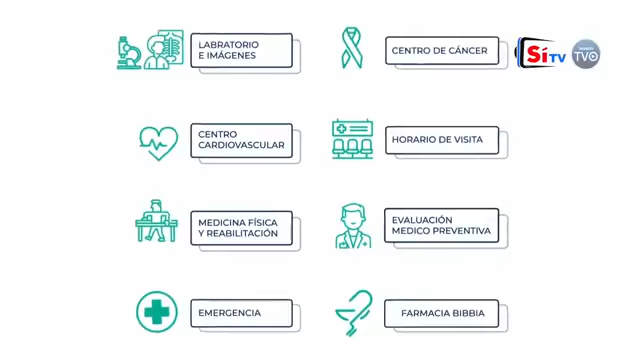 LABRATORIO
E IMÁGENES
CENTRO DE CÁNCER
SíTV
TVO
CENTRO
CARDIOVASCULAR
HORARIO DE VISITA
MEDICINA FÍSICA
Y REABILITACIÓN
EVALUACIÓN
MEDICO PREVENTIVA
EMERGENCIA
FARMACIA BIBBIA